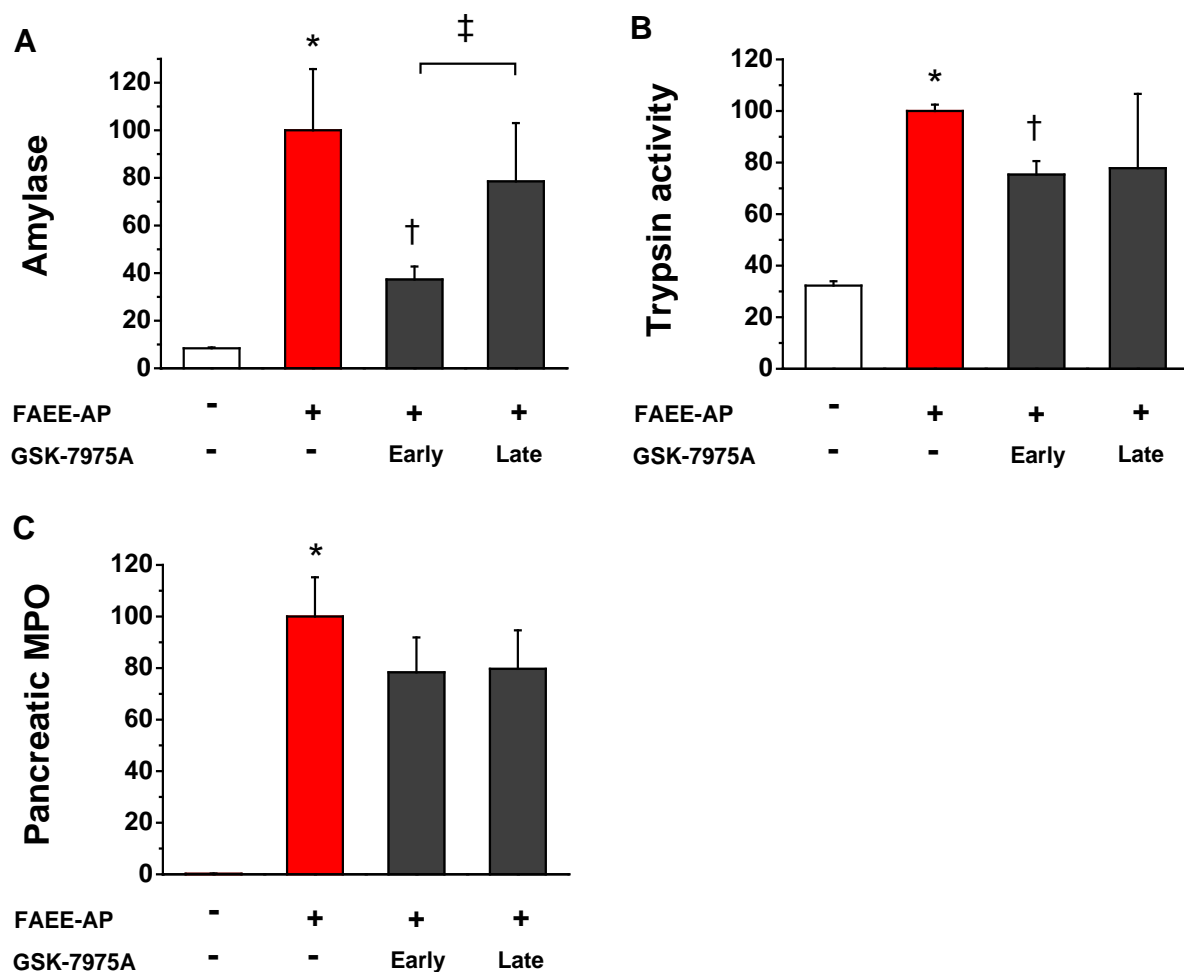 A
Amylase
*
†
‡
120
100
80
60
40
20
0
FAEE-AP - + + +
GSK-7975A - - Early Late
B
Trypsin activity
*
†
120
100
80
60
40
20
0
FAEE-AP - + + +
GSK-7975A - - Early Late
C
Pancreatic MPO
*
120
100
80
60
40
20
0
FAEE-AP - + + +
GSK-7975A - - Early Late